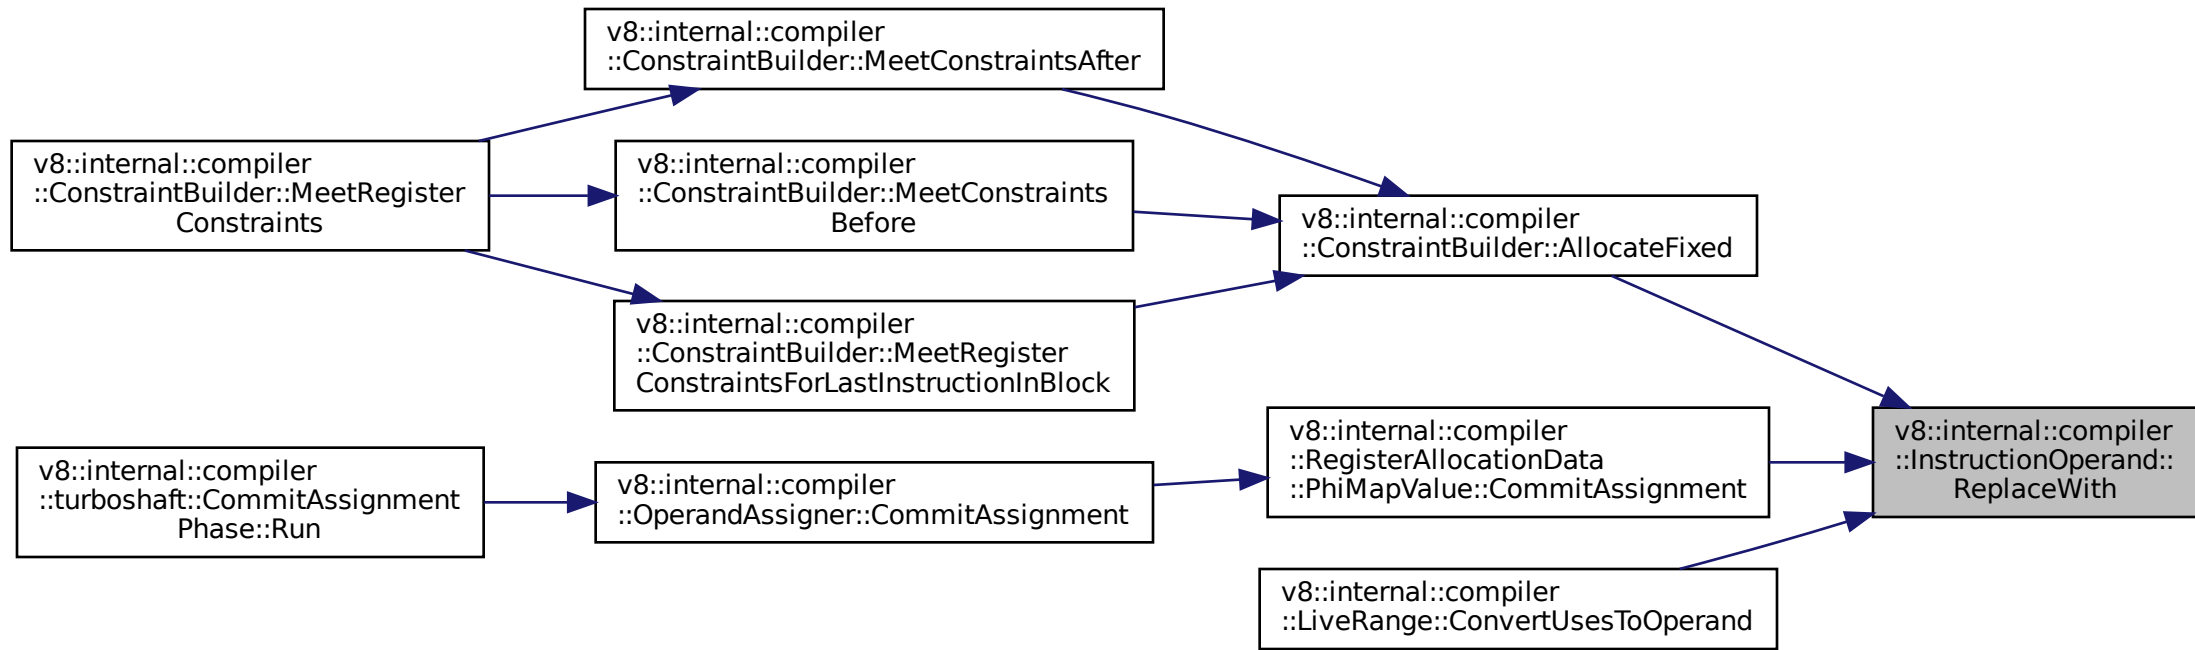 v8::internal::compiler
::ConstraintBuilder::MeetConstraintsAfter
v8::internal::compiler
::ConstraintBuilder::MeetRegister
Constraints
v8::internal::compiler
::ConstraintBuilder::MeetConstraints
Before
v8::internal::compiler
::ConstraintBuilder::AllocateFixed
v8::internal::compiler
::ConstraintBuilder::MeetRegister
ConstraintsForLastInstructionInBlock
v8::internal::compiler
::turboshaft::CommitAssignment
Phase::Run
v8::internal::compiler
::OperandAssigner::CommitAssignment
v8::internal::compiler
::RegisterAllocationData
::PhiMapValue::CommitAssignment
v8::internal::compiler
::InstructionOperand::
ReplaceWith
v8::internal::compiler
::LiveRange::ConvertUsesToOperand